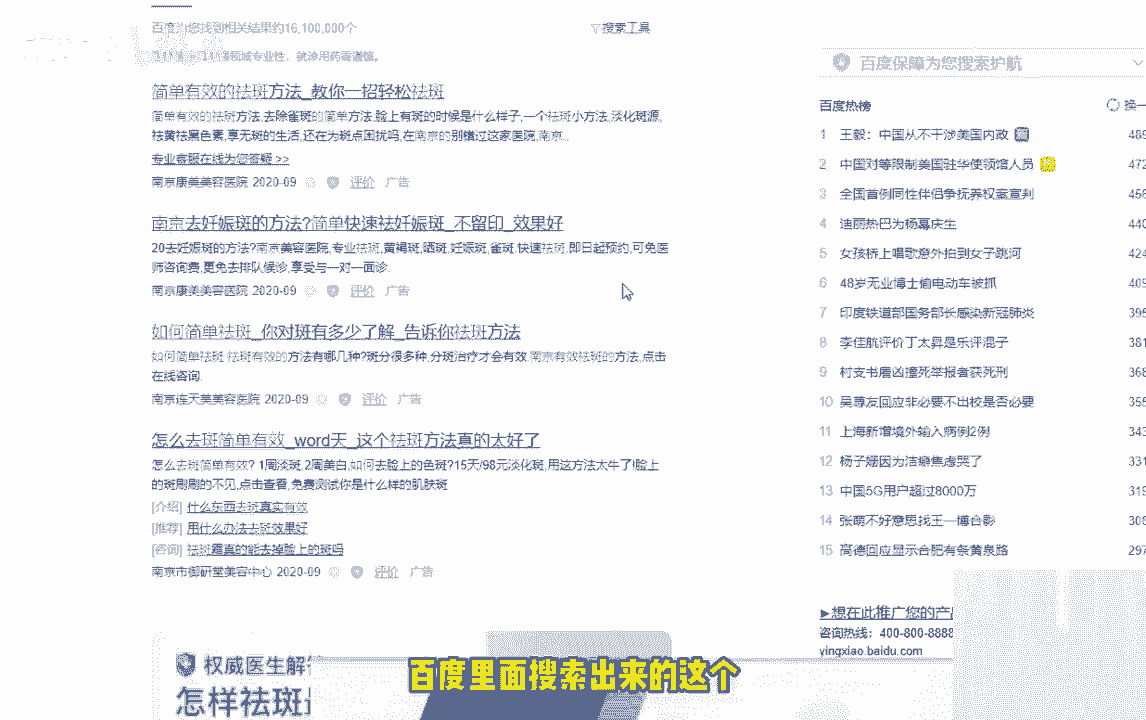 百度为您找到相关结果约16,100,000个
搜索工具
领域专业性，就涉用药需谨慎。
简单有效的祛斑方法_教你一招轻松祛斑
简单有效的祛斑方法,去除雀斑的简单方法,脸上有斑的时候是什么样子,一个祛斑小方法,淡化斑源,
祛黄祛黑色素,享无斑的生活,还在为斑点困扰吗,在南京的别错过这家医院,南京..
专业客服在线为您答疑 >>
南京康美美容医院 2020-09 评价 广告
南京去妊娠斑的方法?简单快速祛妊娠斑_不留印_效果好
20去妊娠斑的方法?南京美容医院,专业祛斑,黄褐斑,晒斑,妊娠斑,雀斑,快速祛斑,即日起预约,可免医
师咨询费,更免去排队候诊,享受与一对一面诊.
南京康美美容医院 2020-09 评价 广告
如何简单祛斑_你对斑有多少了解_告诉你祛斑方法
如何简单祛斑 祛斑有效的方法有哪几种?斑分很多种,分斑治疗才会有效.南京有效祛斑的方法,点击
在线咨询.
南京连天美美容医院 2020-09 评价 广告
怎么去斑简单有效_word天_这个祛斑方法真的太好了
怎么去斑简单有效? 1周淡斑,2周美白,如何去脸上的色斑?15天/98元淡化斑,用这方法太牛了!脸上
的斑刷刷的不见,点击查看,免费测试你是什么样的肌肤斑
[介绍] 什么东西去斑真实有效
[推荐] 用什么办法去斑效果好
[咨询] 祛斑霜真的能去掉脸上的斑吗
南京市御研堂美容中心 2020-09 评价 广告
权威医生解
怎样祛斑
百度保障为您搜索护航
百度热榜 换一
1 王毅：中国从不干涉美国内政 489
2 中国对等限制美国驻华使领馆人员 472
3 全国首例同性伴侣争抚养权案宣判 456
4 迪丽热巴为杨幂庆生 440
5 女孩桥上唱歌意外拍到女子跳河 424
6 48岁无业博士偷电动车被抓 409
7 印度铁道部国务部长感染新冠肺炎 395
8 李佳航评价丁太昇是乐评混子 381
9 村支书雇凶撞死举报者获死刑 368
10 吴尊友回应非必要不出校是否必要 355
11 上海新增境外输入病例2例 343
12 杨子姗因为洁癖焦虑哭了 331
13 中国5G用户超过8000万 319
14 张萌不好意思找王一博合影 308
15 高德回应显示合肥有条黄泉路 297
►想在此推广您的产品
咨询热线：400-800-8888
yingxiao.baidu.com
百度里面搜索出来的这个